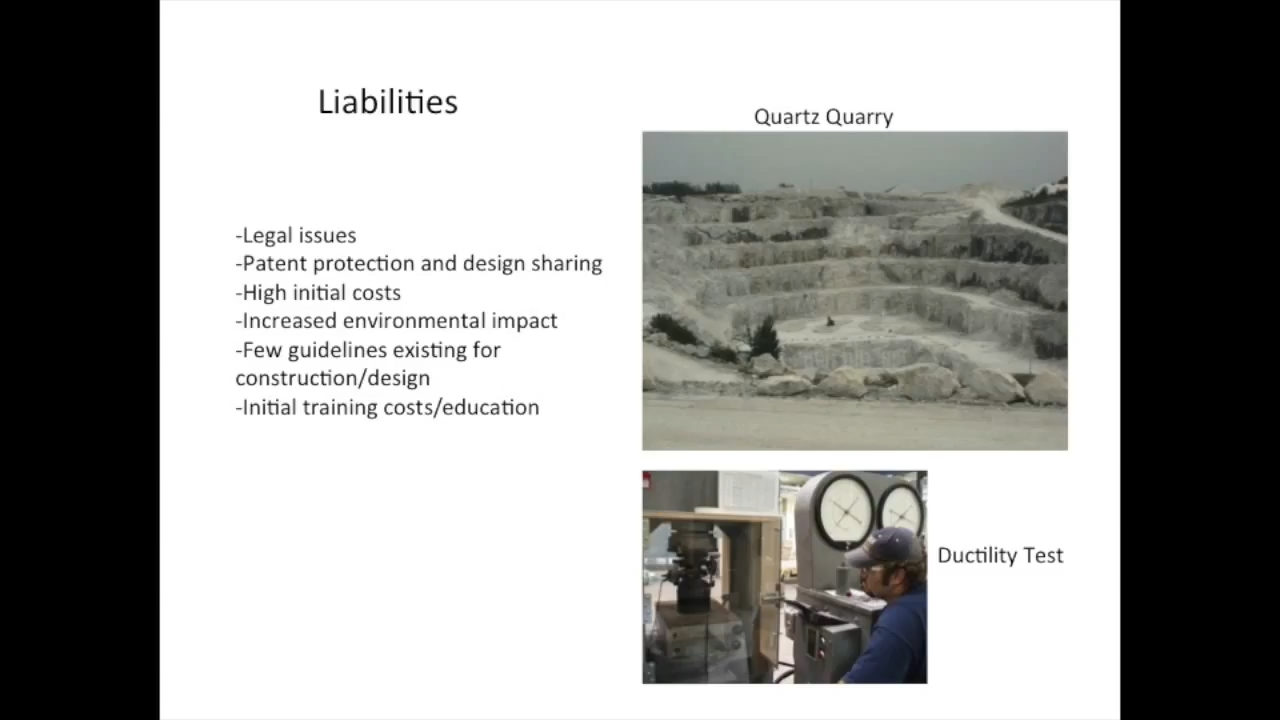 Liabilities
Quartz Quarry
-Legal issues
-Patent protection and design sharing
-High initial costs
-Increased environmental impact
-Few guidelines existing for
construction/design
-Initial training costs/education
Ductility Test